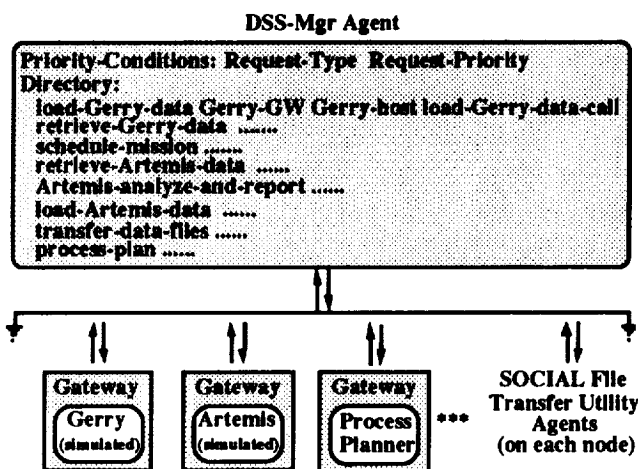 DSS-Mgr Agent
Priority-Conditions: Request-Type Request-Priority
Directory:
load-Gerry-data Gerry-GW Gerry-host load-Gerry-data-call
retrieve-Gerry-data .......
schedule-mission .......
retrieve-Artemis-data ......
Artemis-analyze-and-report ......
load-Artemis-data ......
transfer-data-files ......
process-plan ......
Gateway
Gerry
(simulated)
Gateway
Artemis
(simulated)
Gateway
Process
Planner
***
SOCIAL File
Transfer Utility
Agents
(on each node)